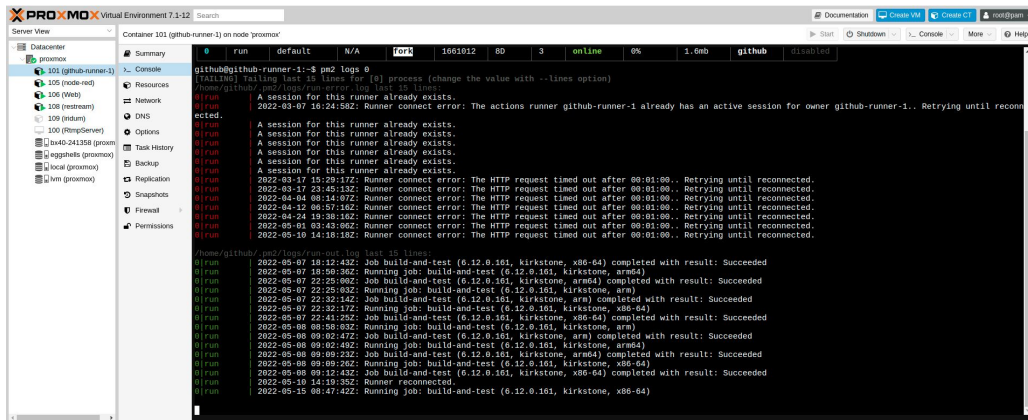 PROXMOX Virtual Environment 7.1-12 Search
Documentation Create VM Create CT root@pam
Server View
Container 101 (github-runner-1) on node 'proxmox'
Start Shutdown Console More Help
Datacenter
proxmox
101 (github-runner-1)
105 (node-red)
106 (Web)
108 (restream)
109 (iridum)
100 (RtmpServer)
bx40-241358 (proxm
eggshells (proxmox)
local (proxmox)
lvm (proxmox)
Summary
Console
Resources
Network
DNS
Options
Task History
Backup
Replication
Snapshots
Firewall
Permissions
0 run default N/A fork 1661012 8D 3 online 0% 1.6mb github disabled
github@github-runner-1:~$ pm2 logs 0
[TAILING] Tailing last 15 lines for [0] process (change the value with --lines option)
/home/github/.pm2/logs/run-error.log last 15 lines:
0|run | A session for this runner already exists.
0|run | 2022-03-07 16:24:58Z: Runner connect error: The actions runner github-runner-1 already has an active session for owner github-runner-1.. Retrying until reconn
ected.
0|run | A session for this runner already exists.
0|run | A session for this runner already exists.
0|run | A session for this runner already exists.
0|run | A session for this runner already exists.
0|run | A session for this runner already exists.
0|run | A session for this runner already exists.
0|run | 2022-03-17 15:29:17Z: Runner connect error: The HTTP request timed out after 00:01:00.. Retrying until reconnected.
0|run | 2022-03-17 23:45:13Z: Runner connect error: The HTTP request timed out after 00:01:00.. Retrying until reconnected.
0|run | 2022-04-04 08:14:07Z: Runner connect error: The HTTP request timed out after 00:01:00.. Retrying until reconnected.
0|run | 2022-04-12 06:57:16Z: Runner connect error: The HTTP request timed out after 00:01:00.. Retrying until reconnected.
0|run | 2022-04-24 19:38:16Z: Runner connect error: The HTTP request timed out after 00:01:00.. Retrying until reconnected.
0|run | 2022-05-01 03:43:06Z: Runner connect error: The HTTP request timed out after 00:01:00.. Retrying until reconnected.
0|run | 2022-05-10 14:18:18Z: Runner connect error: The HTTP request timed out after 00:01:00.. Retrying until reconnected.
/home/github/.pm2/logs/run-out.log last 15 lines:
0|run | 2022-05-07 18:12:43Z: Job build-and-test (6.12.0.161, kirkstone, x86-64) completed with result: Succeeded
0|run | 2022-05-07 18:50:36Z: Running job: build-and-test (6.12.0.161, kirkstone, arm64)
0|run | 2022-05-07 22:25:00Z: Job build-and-test (6.12.0.161, kirkstone, arm64) completed with result: Succeeded
0|run | 2022-05-07 22:25:03Z: Running job: build-and-test (6.12.0.161, kirkstone, arm)
0|run | 2022-05-07 22:32:14Z: Job build-and-test (6.12.0.161, kirkstone, arm) completed with result: Succeeded
0|run | 2022-05-07 22:32:17Z: Running job: build-and-test (6.12.0.161, kirkstone, x86-64)
0|run | 2022-05-07 22:41:25Z: Job build-and-test (6.12.0.161, kirkstone, x86-64) completed with result: Succeeded
0|run | 2022-05-08 08:58:03Z: Running job: build-and-test (6.12.0.161, kirkstone, arm)
0|run | 2022-05-08 09:02:47Z: Job build-and-test (6.12.0.161, kirkstone, arm) completed with result: Succeeded
0|run | 2022-05-08 09:02:49Z: Running job: build-and-test (6.12.0.161, kirkstone, arm64)
0|run | 2022-05-08 09:09:23Z: Job build-and-test (6.12.0.161, kirkstone, arm64) completed with result: Succeeded
0|run | 2022-05-08 09:09:26Z: Running job: build-and-test (6.12.0.161, kirkstone, x86-64)
0|run | 2022-05-08 09:12:43Z: Job build-and-test (6.12.0.161, kirkstone, x86-64) completed with result: Succeeded
0|run | 2022-05-10 14:19:35Z: Runner reconnected.
0|run | 2022-05-15 08:47:42Z: Running job: build-and-test (6.12.0.161, kirkstone, x86-64)